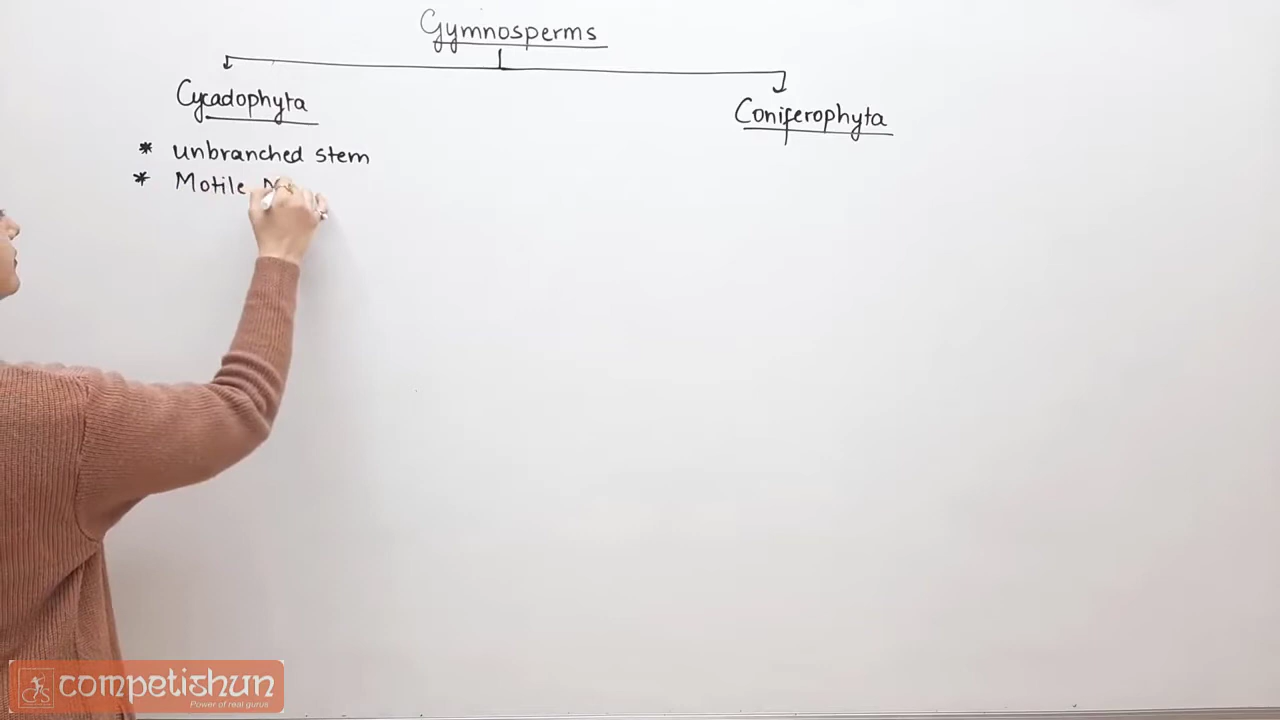 Gymnosperms
Cycadophyta
Coniferophyta
* unbranched stem
* Motile
competishun
Power of real gurus